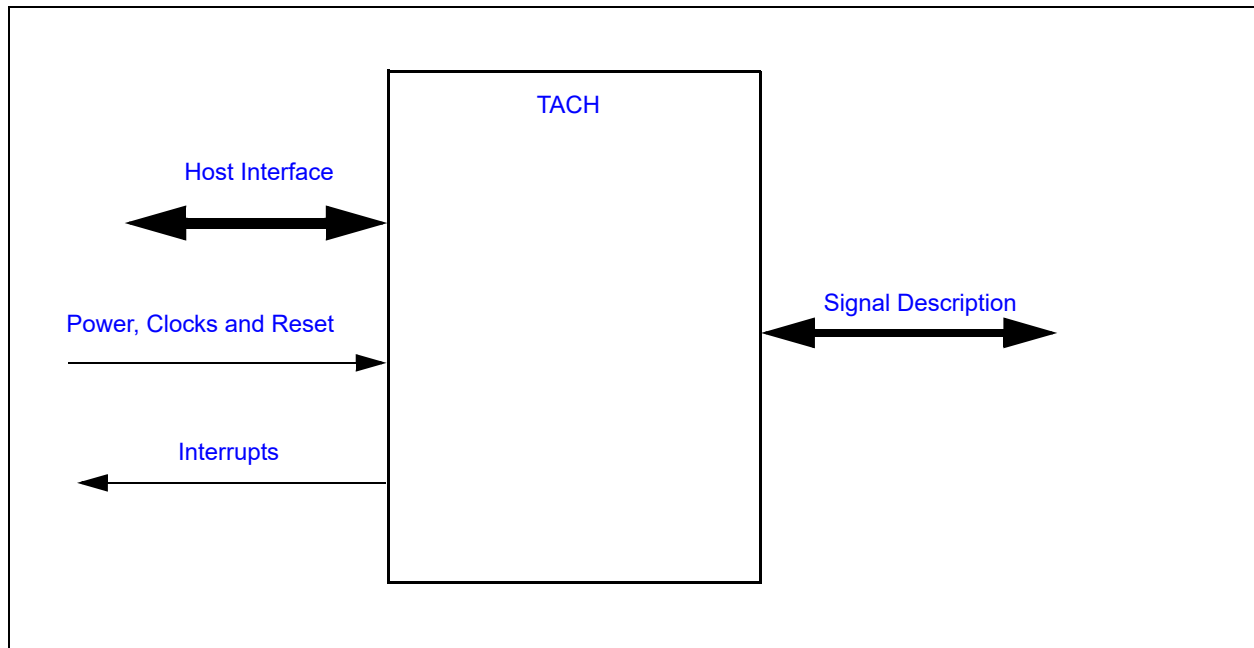 TACH
Host Interface
Signal Description
Power, Clocks and Reset
Interrupts